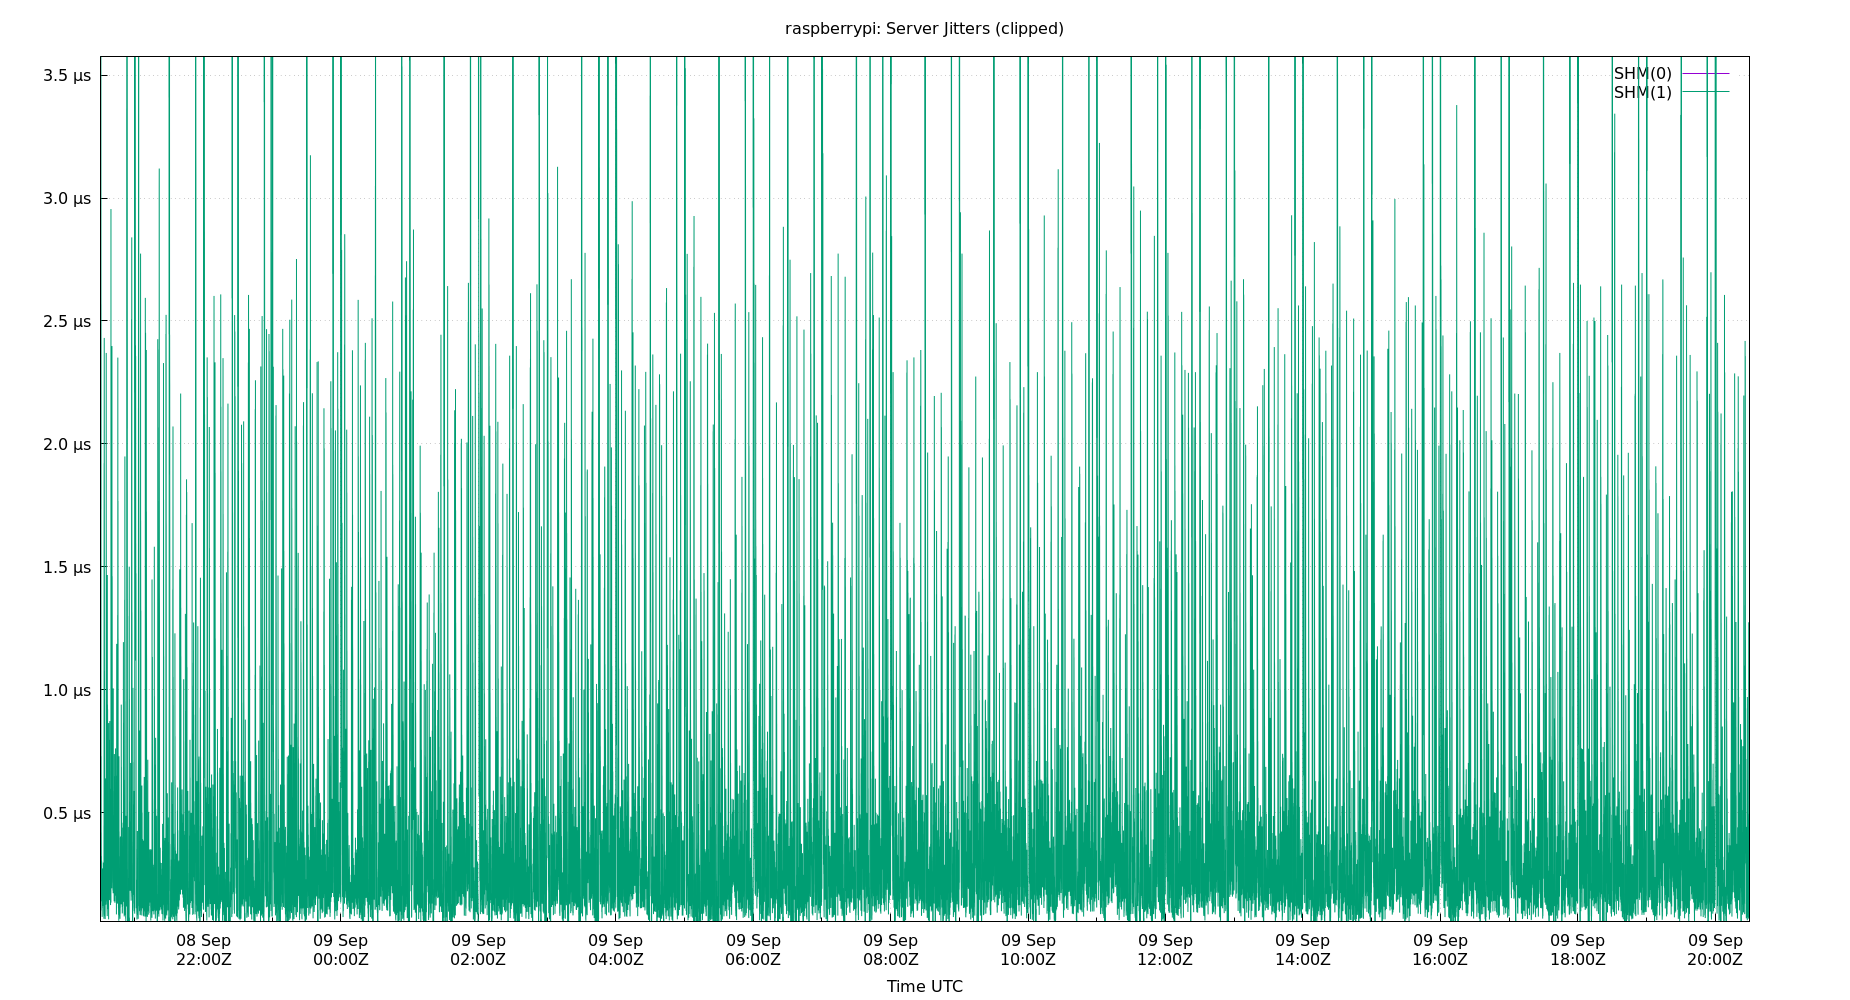 raspberrypi: Server Jitters (clipped)
3.5 µs
3.0 µs
2.5 µs
2.0 µs
1.5 µs
1.0 µs
0.5 µs
SHM(0)
SHM(1)
08 Sep 09 Sep 09 Sep 09 Sep 09 Sep 09 Sep 09 Sep 09 Sep 09 Sep 09 Sep 09 Sep 09 Sep
22:00Z 00:00Z 02:00Z 04:00Z 06:00Z 08:00Z 10:00Z 12:00Z 14:00Z 16:00Z 18:00Z 20:00Z
Time UTC